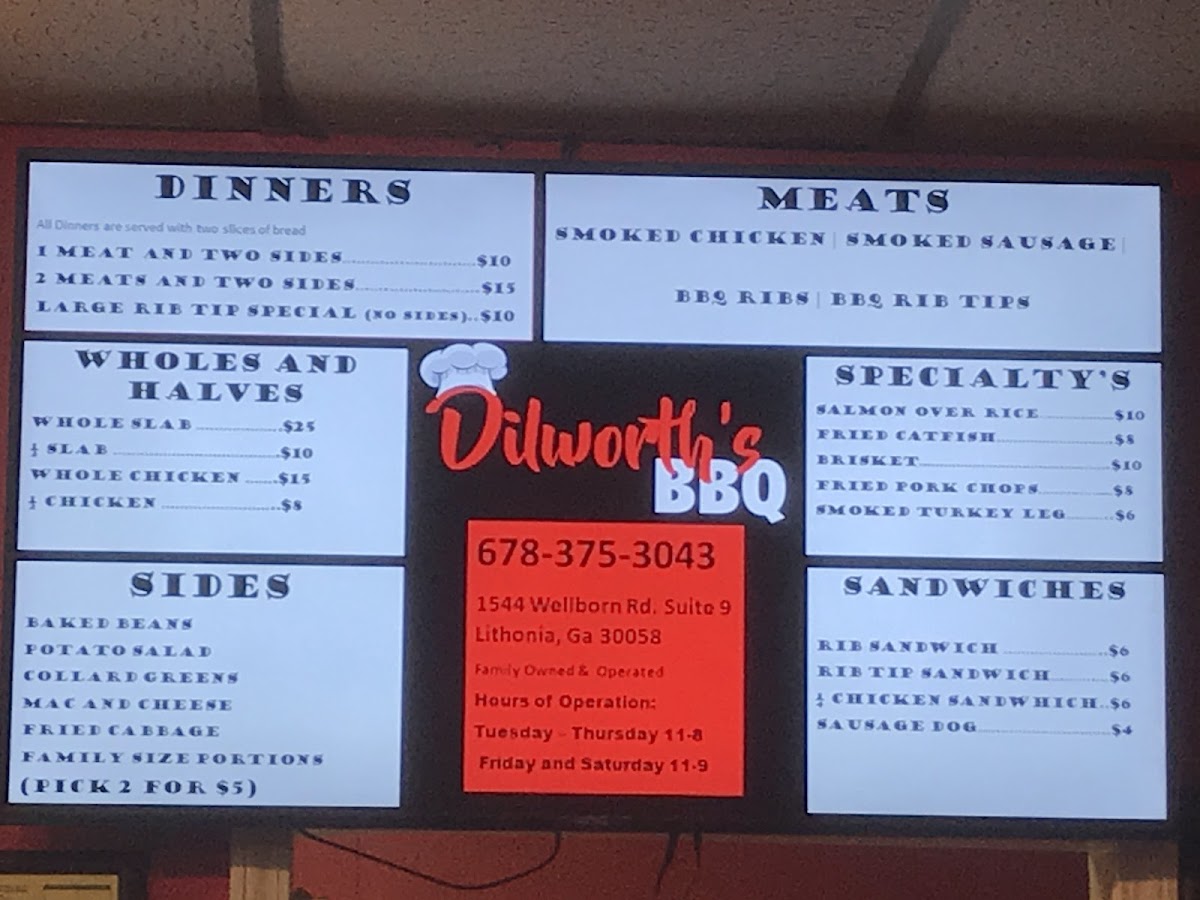 DINNERS
All Dinners are served with two slices of bread
1 MEAT AND TWO SIDES..............................$10
2 MEATS AND TWO SIDES............................$15
LARGE RIB TIP SPECIAL (NO SIDES)..$10
MEATS
SMOKED CHICKEN | SMOKED SAUSAGE |
BBQ RIBS | BBQ RIB TIPS
WHOLES AND
HALVES
WHOLE SLAB....................$25
½ SLAB........................................$10
WHOLE CHICKEN........$15
½ CHICKEN............................$8
SIDES
BAKED BEANS
POTATO SALAD
COLLARD GREENS
MAC AND CHEESE
FRIED CABBAGE
FAMILY SIZE PORTIONS
(PICK 2 FOR $5)
Dilworth's
BBQ
678-375-3043
1544 Wellborn Rd. Suite 9
Lithonia, Ga 30058
Family Owned & Operated
Hours of Operation:
Tuesday - Thursday 11-8
Friday and Saturday 11-9
SPECIALTY'S
SALMON OVER RICE..................$10
FRIED CATFISH............................$8
BRISKET..............................................$10
FRIED PORK CHOPS..................$8
SMOKED TURKEY LEG............$6
SANDWICHES
RIB SANDWICH........................$6
RIB TIP SANDWICH...............$6
½ CHICKEN SANDWHICH..$6
SAUSAGE DOG................................$4